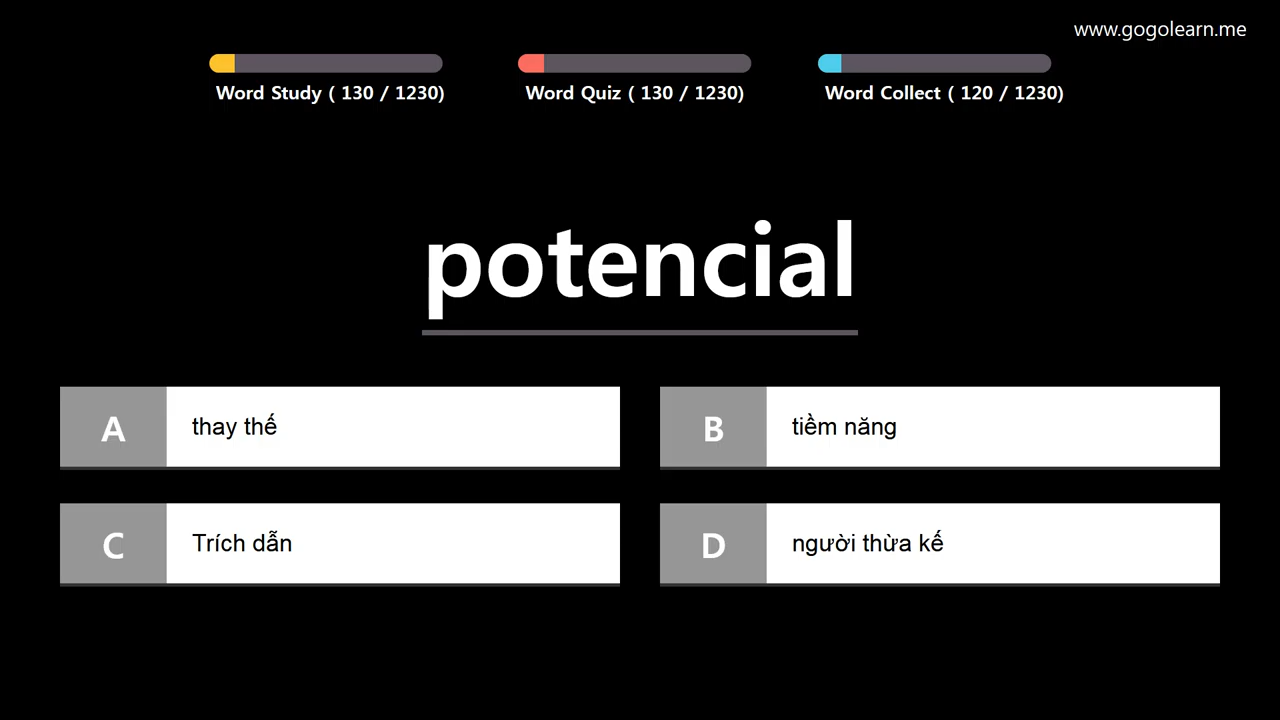 www.gogolearn.me
Word Study ( 130 / 1230)
Word Quiz ( 130 / 1230)
Word Collect ( 120 / 1230)
potencial
A
thay thế
B
tiềm năng
C
Trích dẫn
D
người thừa kế